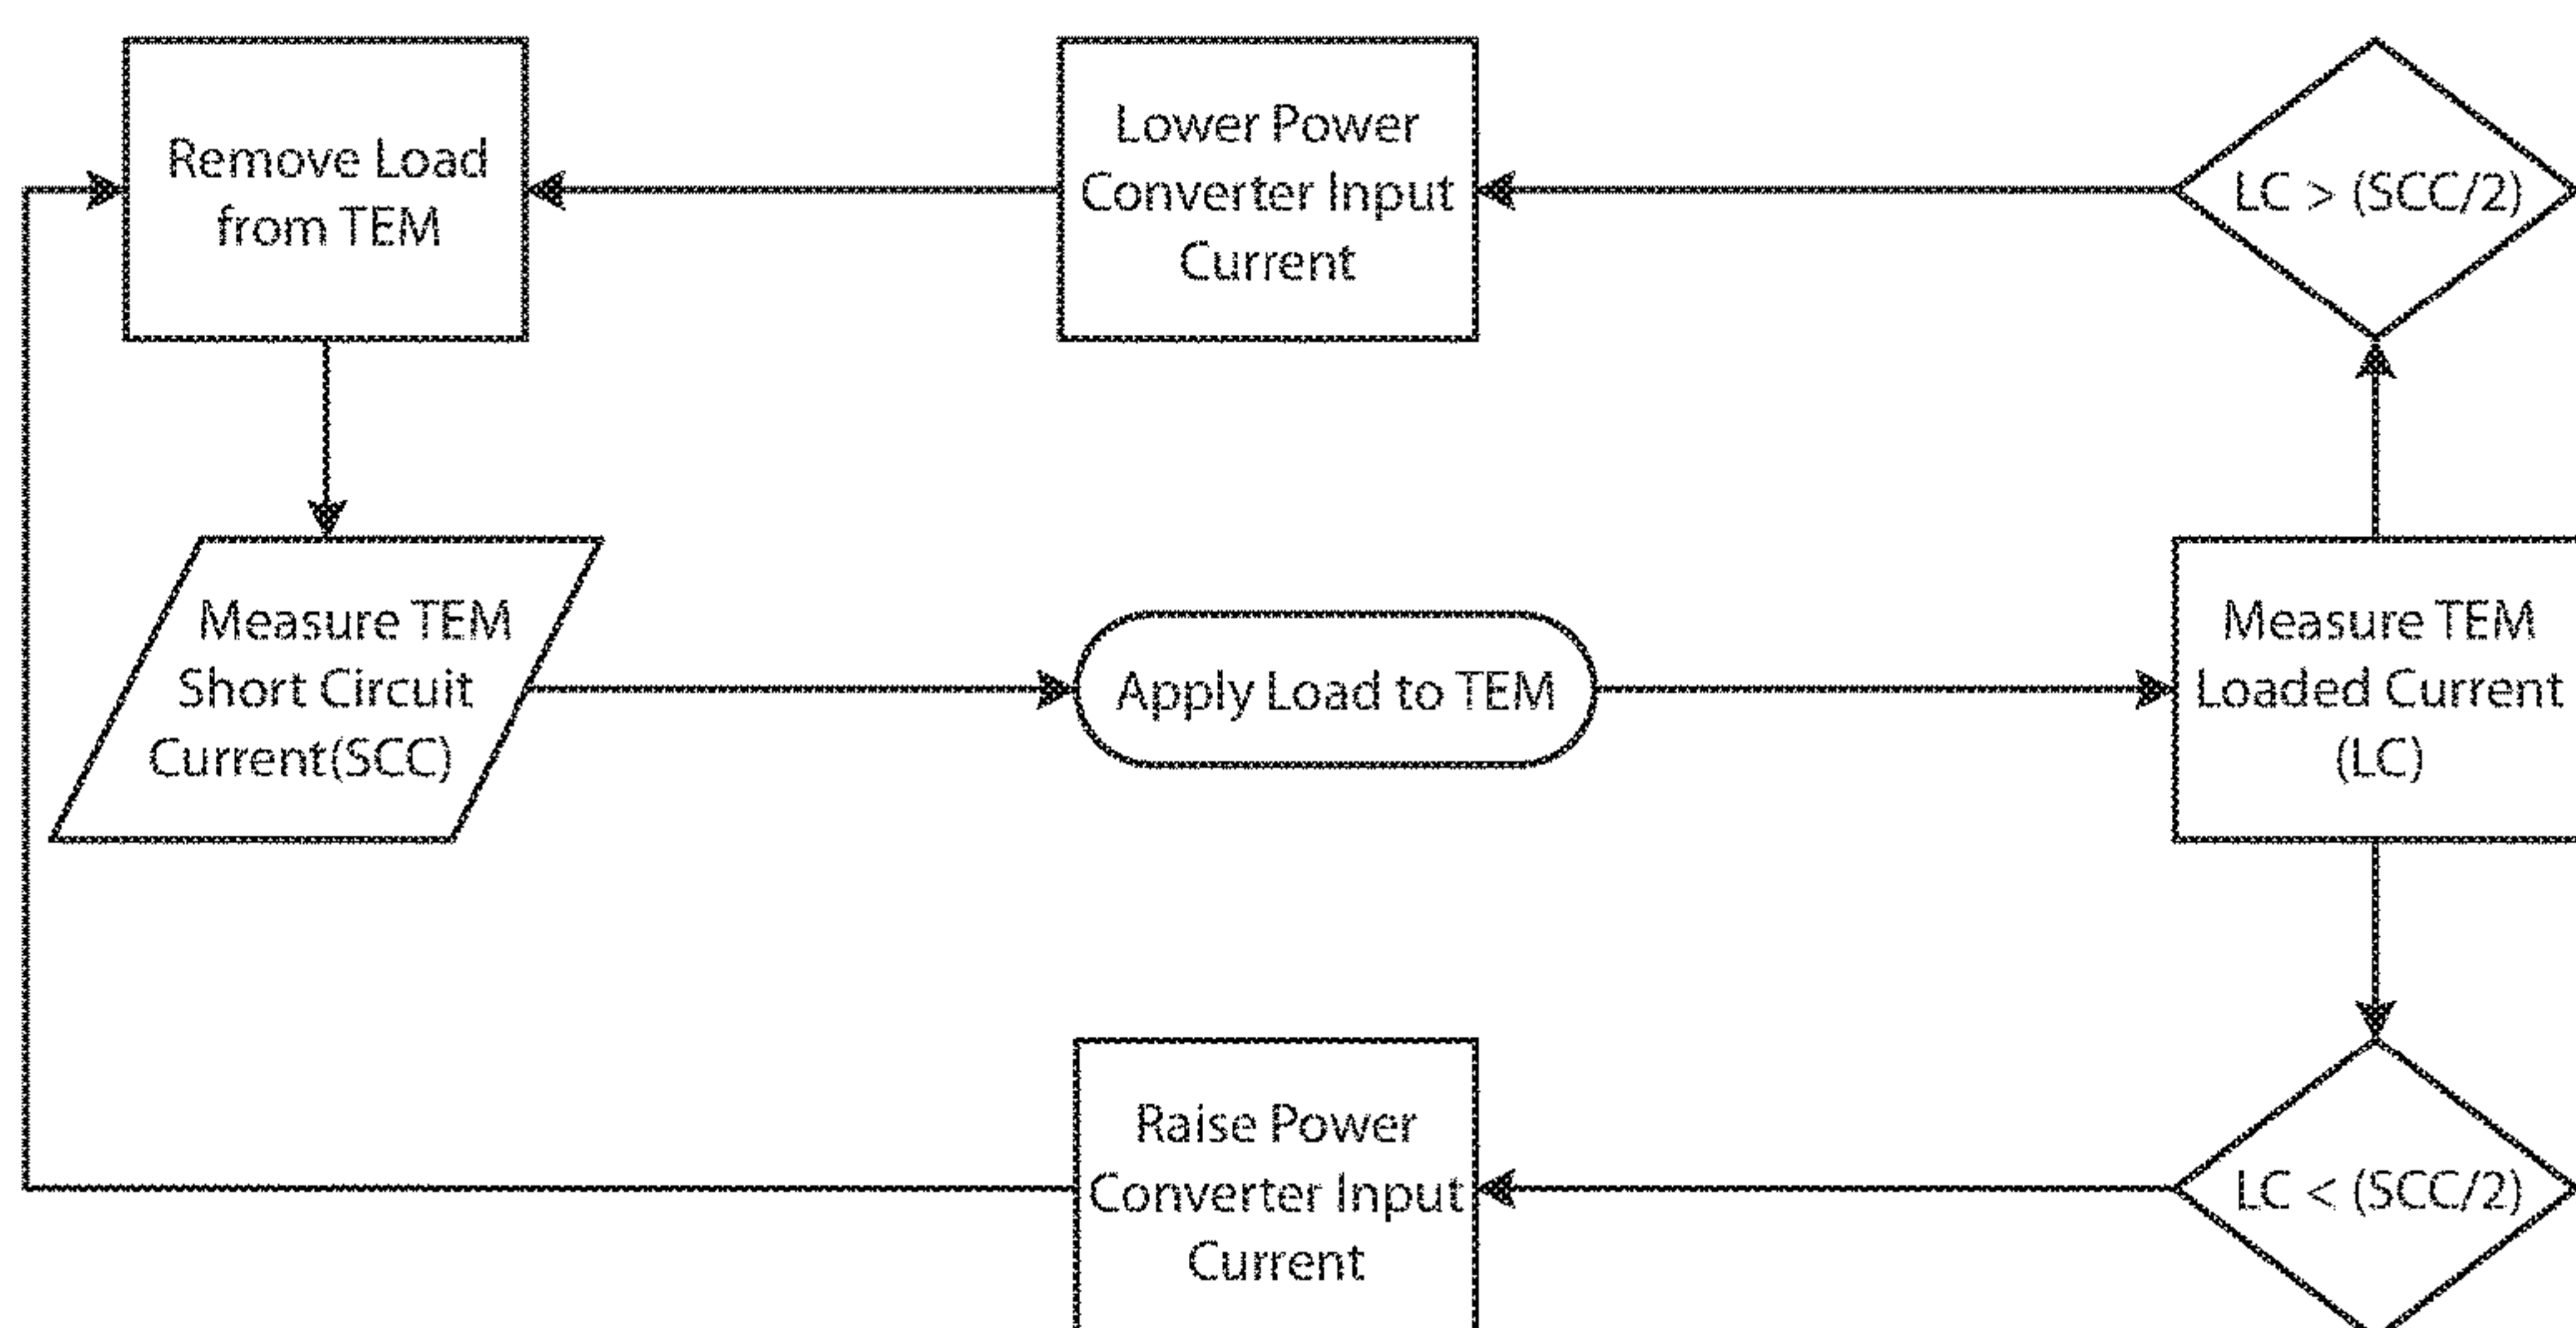 Remove Load
from TEM
Lower Power
Converter Input
Current
LC > (SCC/2)
Measure TEM
Short Circuit
Current(SCC)
Apply Load to TEM
Measure TEM
Loaded Current
(LC)
Raise Power
Converter Input
Current
LC < (SCC/2)